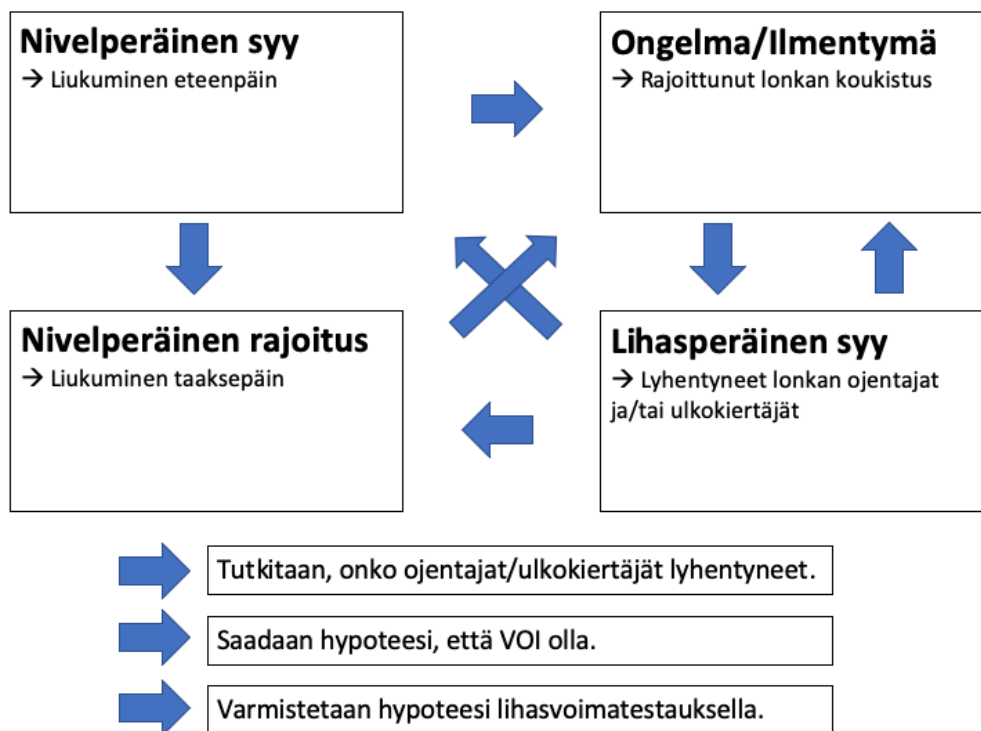 Nivelperäinen syy
→ Liukuminen eteenpäin
Ongelma/Ilmentymä
→ Rajoittunut lonkan koukistus
Nivelperäinen rajoitus
→ Liukuminen taaksepäin
Lihasperäinen syy
→ Lyhentyneet lonkan ojentajat
ja/tai ulkokiertäjät
Tutkitaan, onko ojentajat/ulkokiertäjät lyhentyneet.
Saadaan hypoteesi, että VOI olla.
Varmistetaan hypoteesi lihasvoimatestauksella.